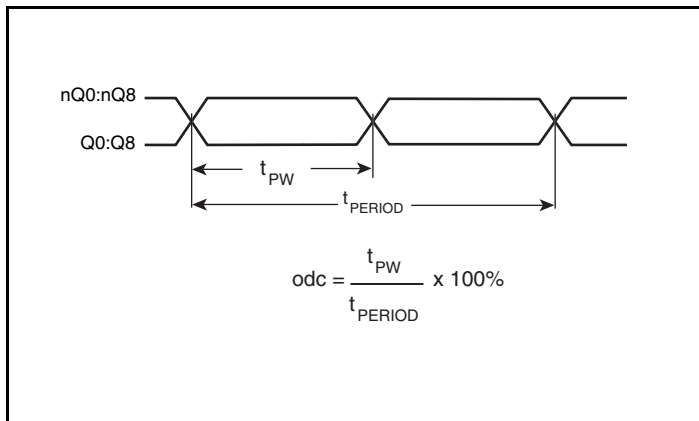 nQ0:nQ8
Q0:Q8
tPW
tPERIOD
odc = tPW / tPERIOD x 100%